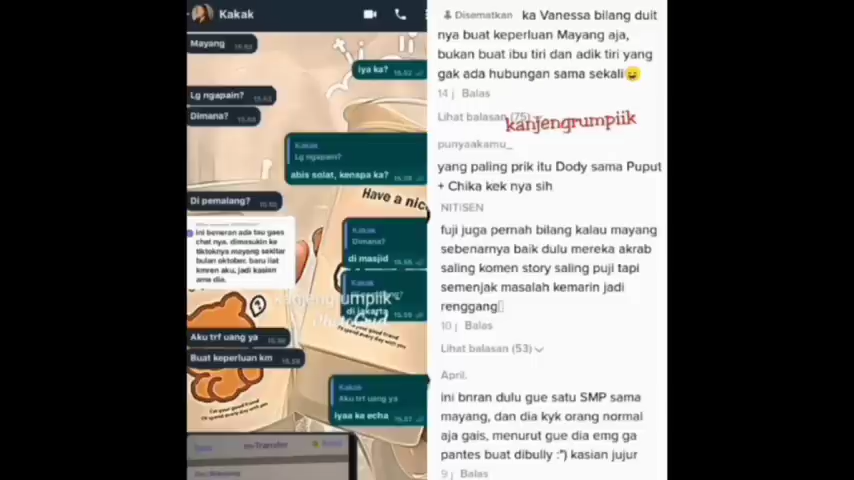 Kakak
Mayang
iya ka?
15.52
Lg ngapain?
Dimana?
Kakak
Lg ngapain?
abis solat, kenapa ka?
Di pemalang?
Kakak
Dimana?
di masjid
ini beneran ada tau gaes
chat nya. dimasukin ke
tiktoknya mayang sekitar
bulan oktober. baru liat
kmren aku, jadi kasian
ama dia.
Kakak
di jakarta
Have a nic
kanjengrumpiik
Aku trf uang ya
Buat keperluan km
Kakak
Aku trf uang ya
iyaa ka echa
15.57
m-Transfer
Disematkan ka Vanessa bilang duit
nya buat keperluan Mayang aja,
bukan buat ibu tiri dan adik tiri yang
gak ada hubungan sama sekali😄
14 j Balas
Lihat balasan (75)
kanjengrumpiik
punyaakamu_
yang paling prik itu Dody sama Puput
+ Chika kek nya sih
NITISEN
fuji juga pernah bilang kalau mayang
sebenarnya baik dulu mereka akrab
saling komen story saling puji tapi
semenjak masalah kemarin jadi
renggang
10 j Balas
Lihat balasan (53)
April.
ini bnran dulu gue satu SMP sama
mayang, dan dia kyk orang normal
aja gais, menurut gue dia emg ga
pantes buat dibully :") kasian jujur
9 j Balas